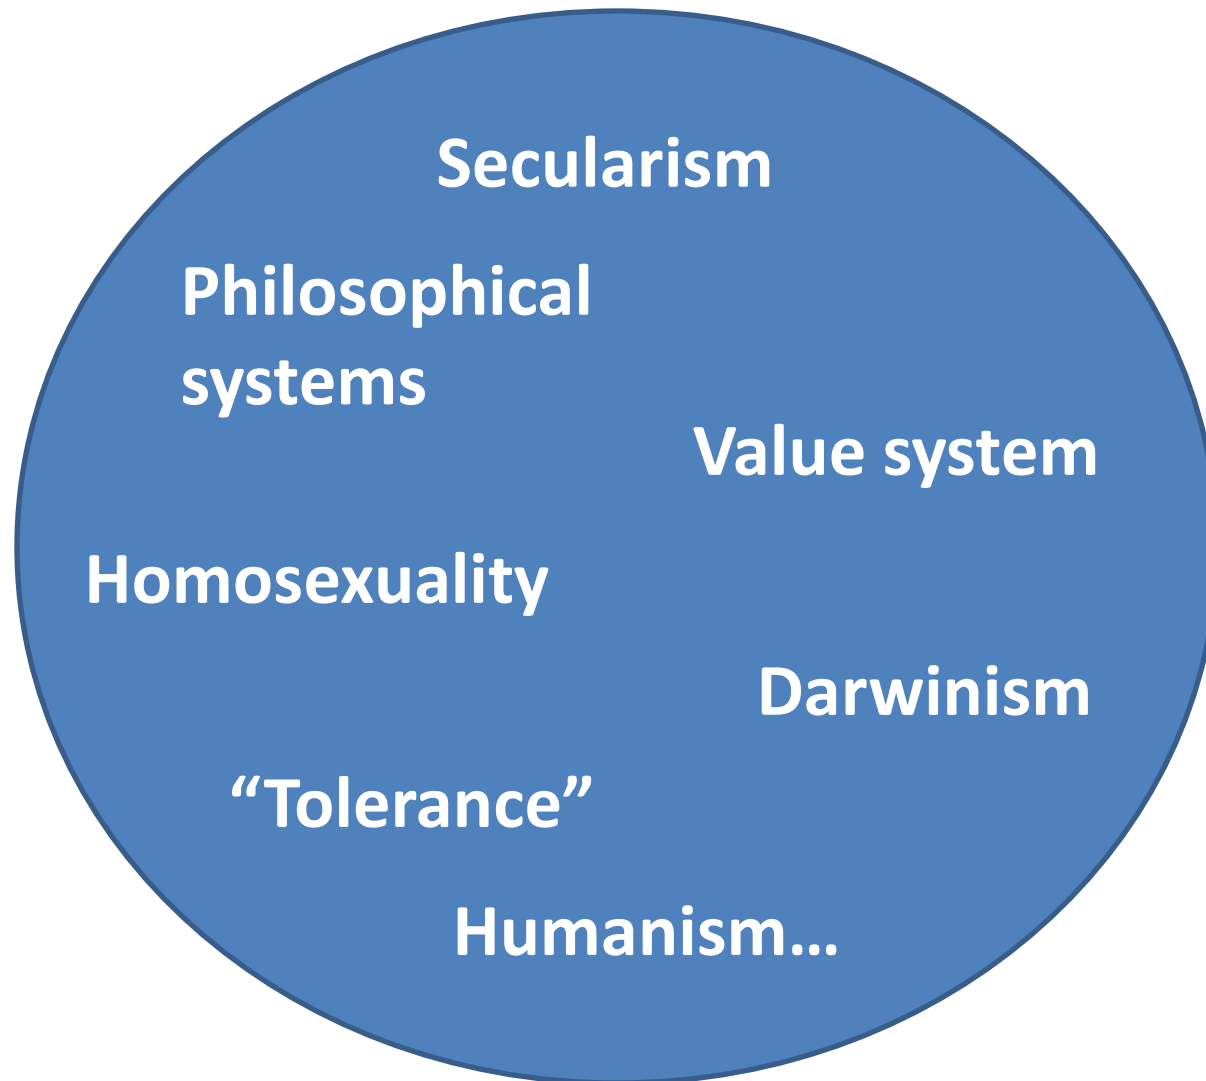 Secularism
Philosophical
systems
Value system
Homosexuality
Darwinism
“Tolerance”
Humanism…